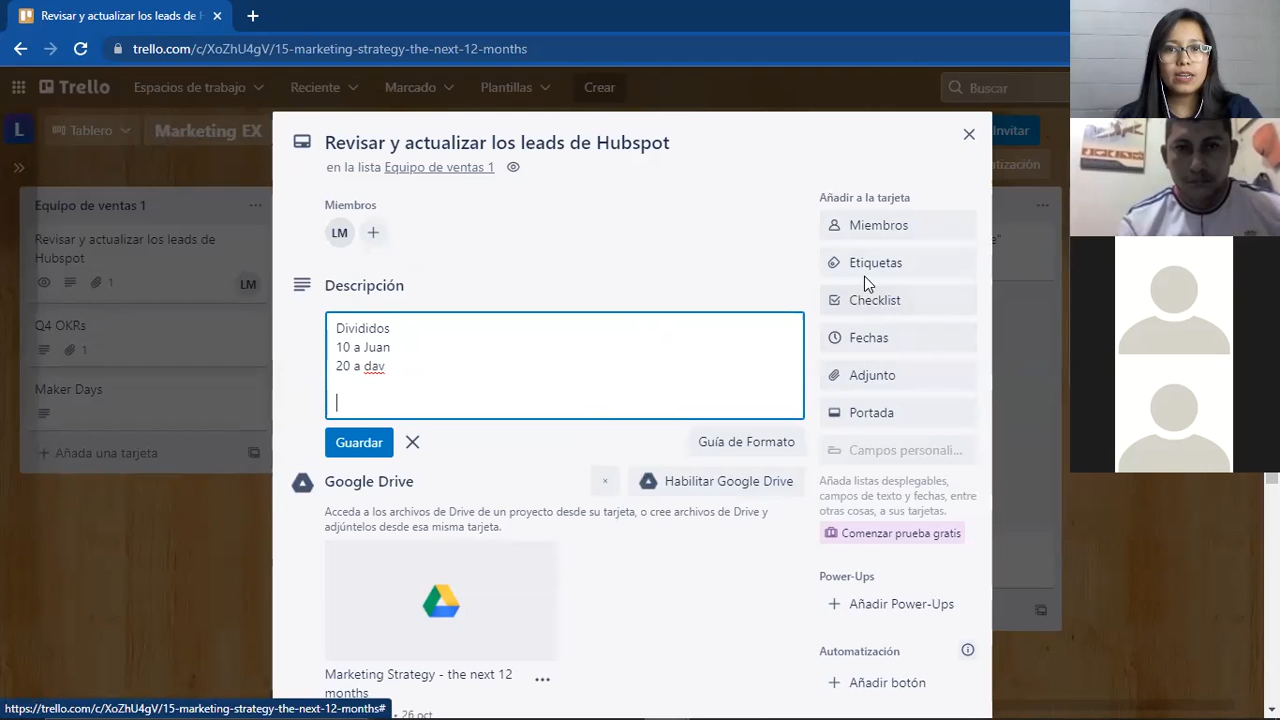 Revisar y actualizar los leads de H
trello.com/c/XoZhU4gV/15-marketing-strategy-the-next-12-months
Trello
Espacios de trabajo
Reciente
Marcado
Plantillas
Crear
Buscar
L
Tablero
Marketing EX
Invitar
Revisar y actualizar los leads de Hubspot
en la lista Equipo de ventas 1
Miembros
LM
Descripción
Divididos
10 a Juan
20 a dav
Guardar
Guía de Formato
Google Drive
×
Habilitar Google Drive
Acceda a los archivos de Drive de un proyecto desde su tarjeta, o cree archivos de Drive y
adjúntelos desde esa misma tarjeta.
Marketing Strategy - the next 12
months
• 26 oct
Añadir a la tarjeta
Miembros
Etiquetas
Checklist
Fechas
Adjunto
Portada
Campos personali...
Añada listas desplegables,
campos de texto y fechas, entre
otras cosas, a sus tarjetas.
Comenzar prueba gratis
Power-Ups
Añadir Power-Ups
Automatización
Añadir botón
Equipo de ventas 1
Revisar y actualizar los leads de
Hubspot
1
LM
Q4 OKRs
1
Maker Days
Añada una tarjeta
https://trello.com/c/XoZhU4gV/15-marketing-strategy-the-next-12-months#